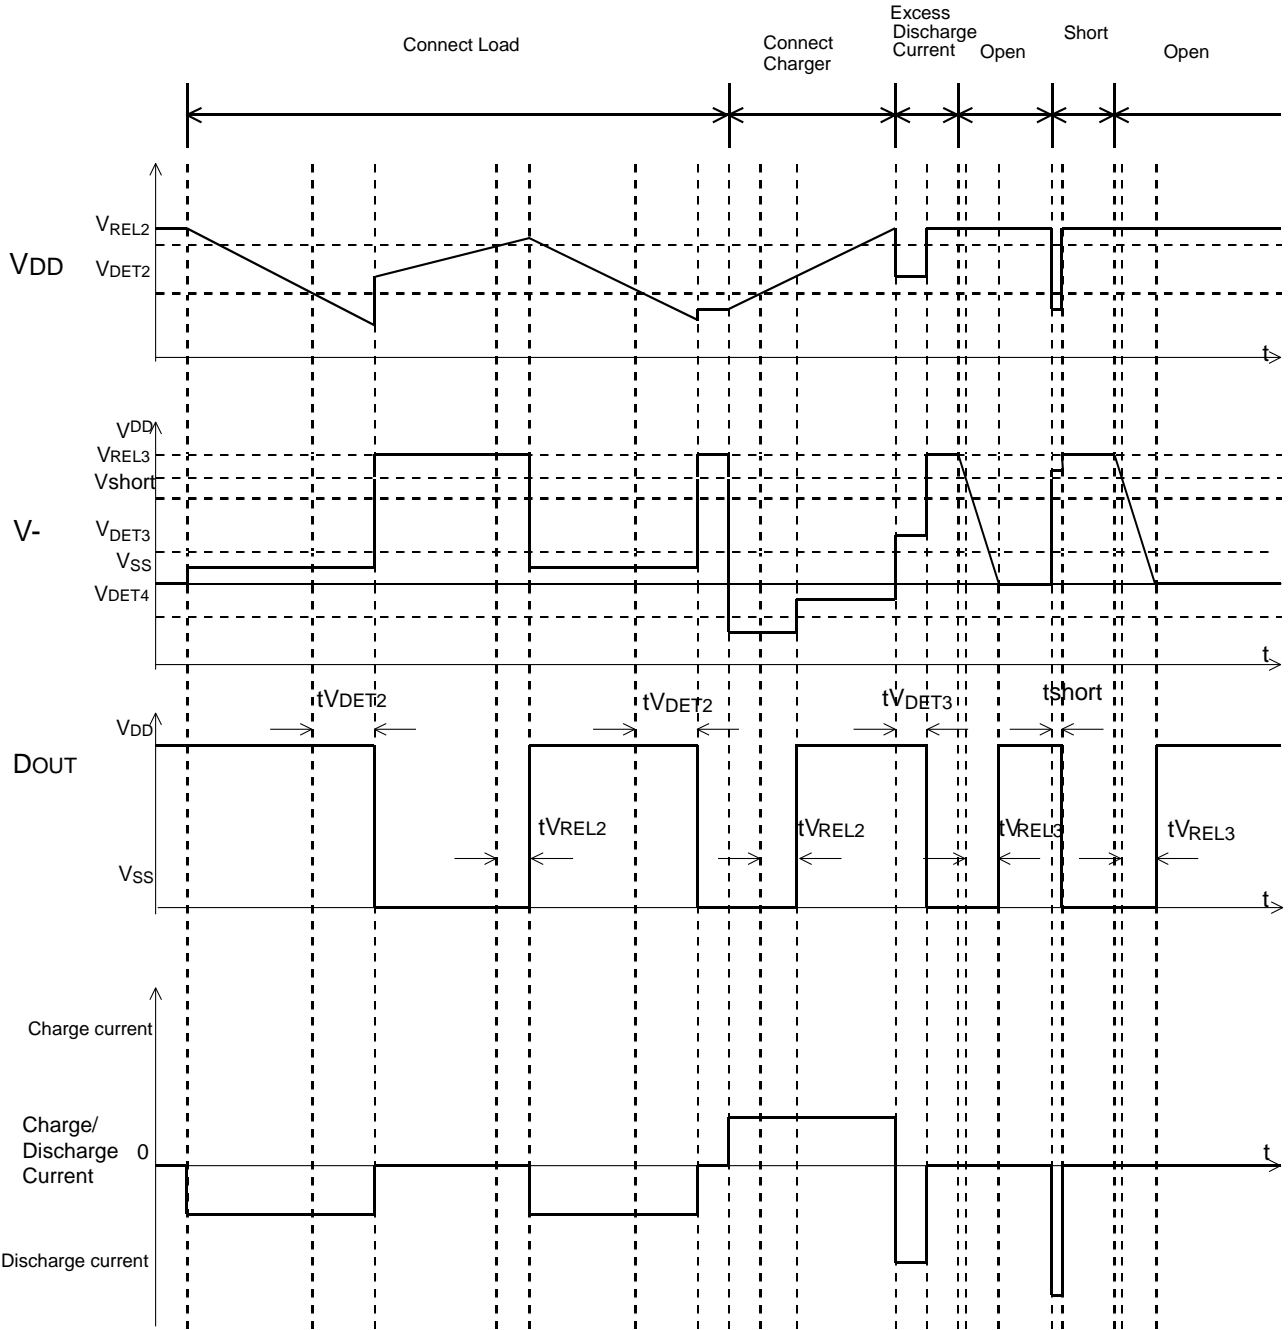 Connect Load
Connect
Charger
Excess
Discharge
Current
Open
Short
Open
VREL2
VDD
VDET2
t
VDD
VREL3
Vshort
V-
VDET3
VSS
VDET4
t
tVDET2
tVDET2
tVDET3
tshort
VDD
DOUT
tVREL2
tVREL2
tVREL3
tVREL3
VSS
t
Charge current
Charge/
Discharge 0
Current
t
Discharge current